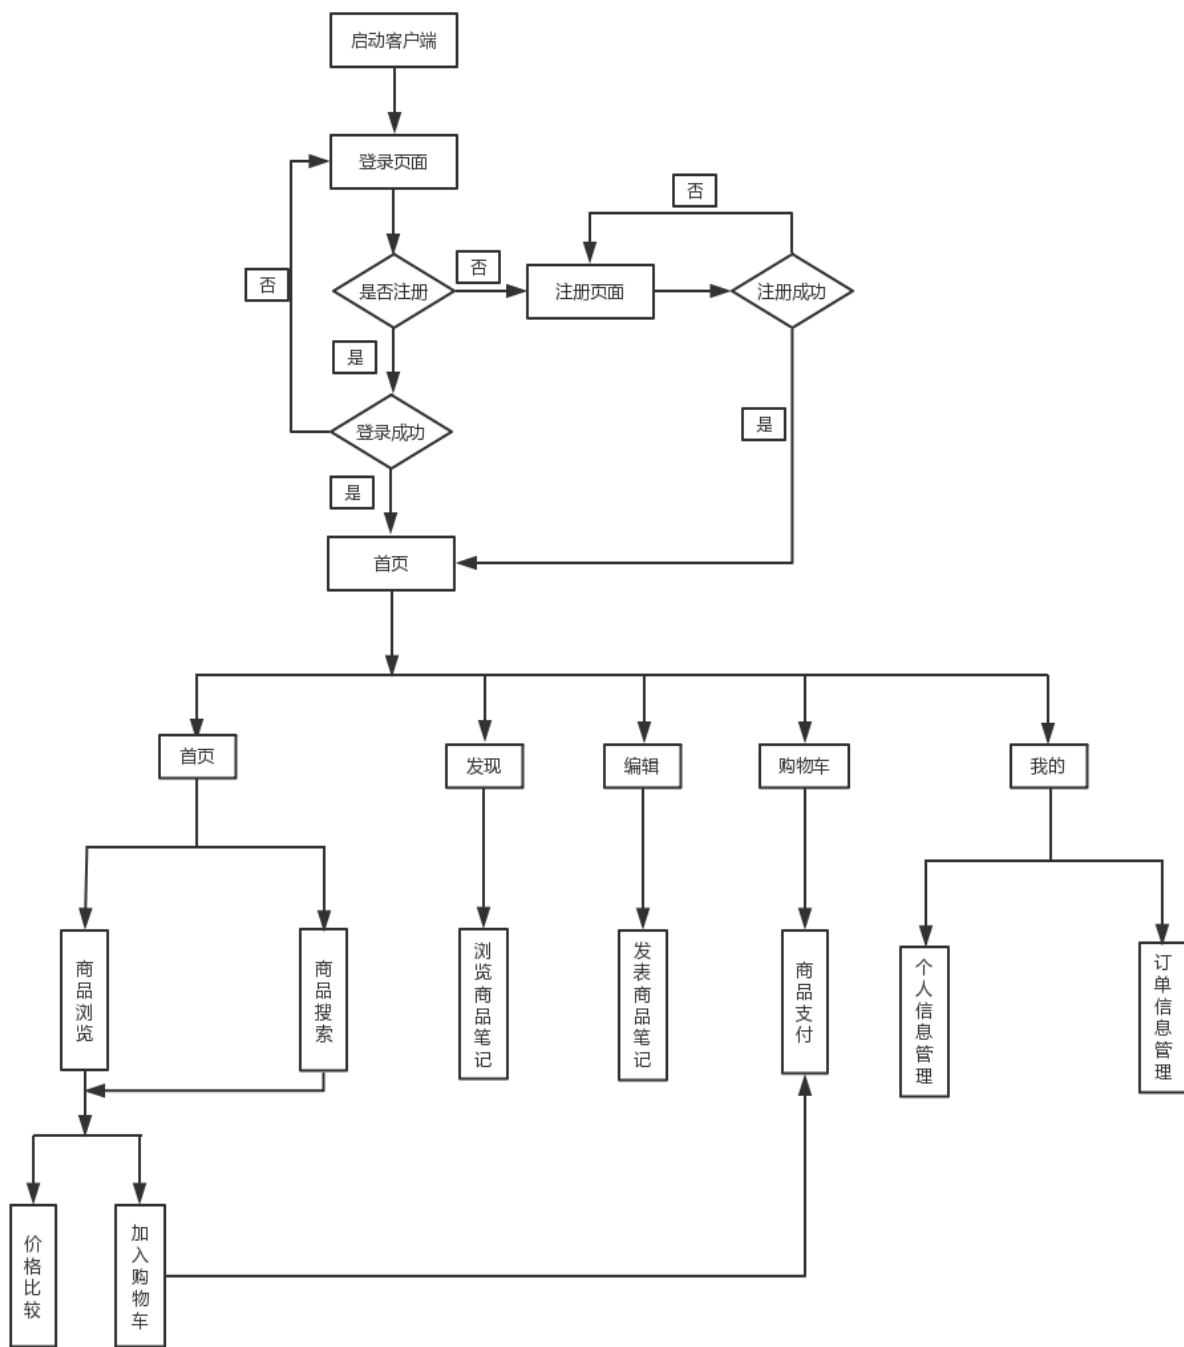 启动客户端
登录页面
否
否
是否注册
否
注册页面
注册成功
是
登录成功
是
是
首页
首页
发现
编辑
购物车
我的
商品浏览
商品搜索
浏览商品笔记
发表商品笔记
商品支付
个人信息管理
订单信息管理
价格比较
加入购物车